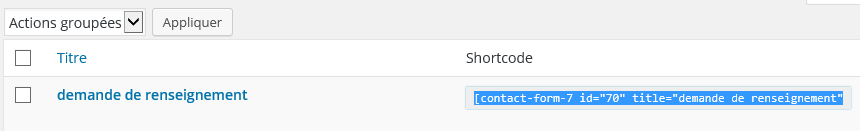 Actions groupées Appliquer
Titre Shortcode
demande de renseignement [contact-form-7 id="70" title="demande de renseignement"